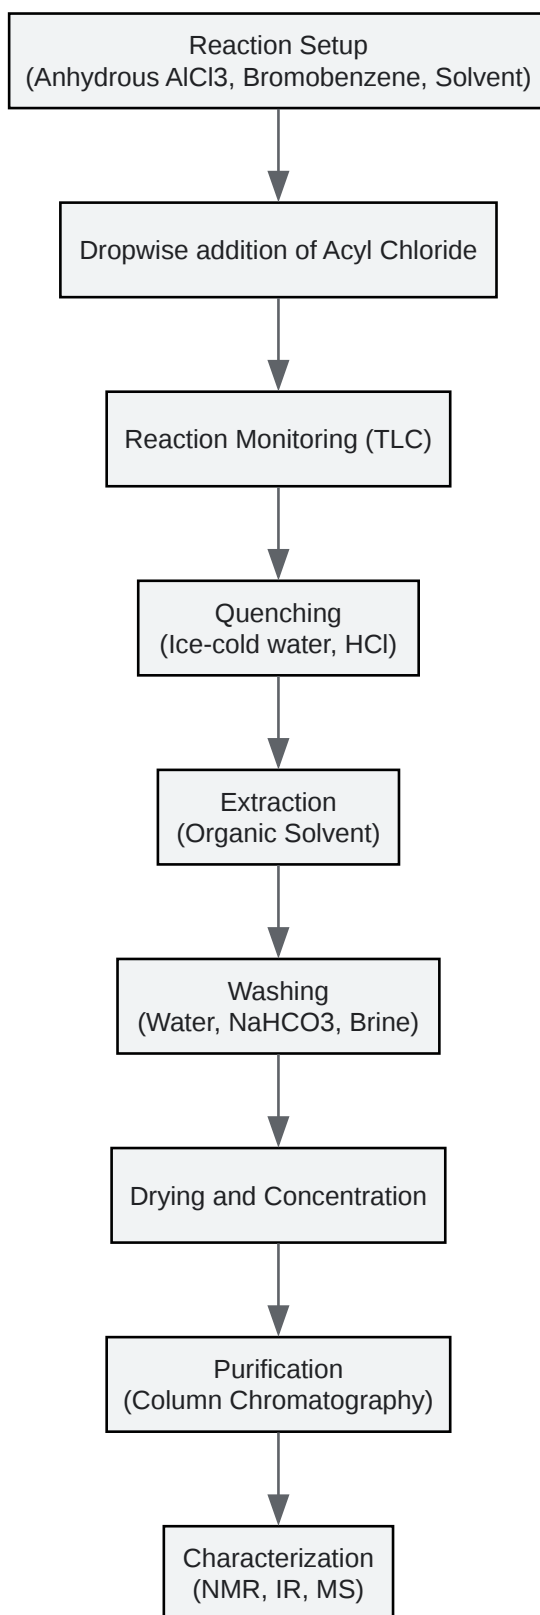 Reaction Setup
(Anhydrous AlCl3, Bromobenzene, Solvent)
Dropwise addition of Acyl Chloride
Reaction Monitoring (TLC)
Quenching
(Ice-cold water, HCl)
Extraction
(Organic Solvent)
Washing
(Water, NaHCO3, Brine)
Drying and Concentration
Purification
(Column Chromatography)
Characterization
(NMR, IR, MS)